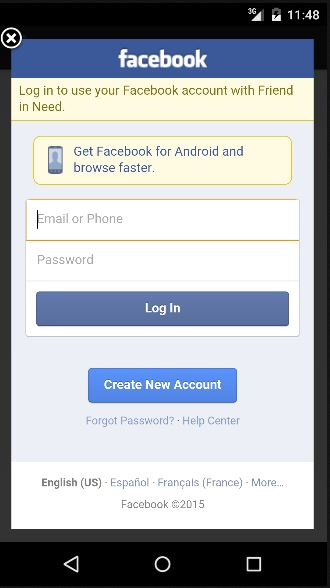 3G 11:48
facebook
Log in to use your Facebook account with Friend
in Need.
Get Facebook for Android and
browse faster.
Email or Phone
Password
Log In
Create New Account
Forgot Password? · Help Center
English (US) · Español · Français (France) · More…
Facebook ©2015